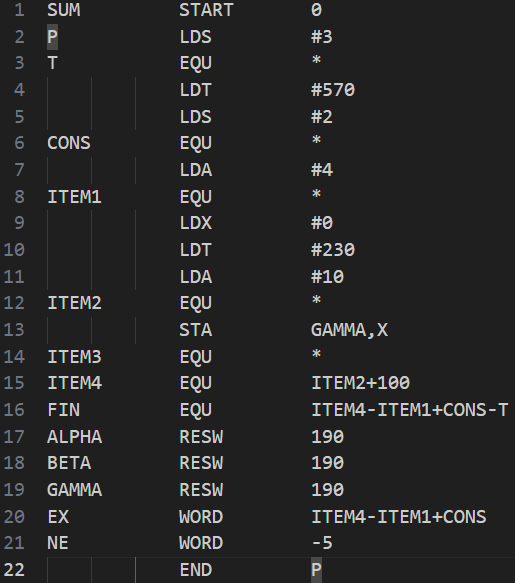 1 SUM START 0
2 P LDS #3
3 T EQU *
4 LDT #570
5 LDS #2
6 CONS EQU *
7 LDA #4
8 ITEM1 EQU *
9 LDX #0
10 LDT #230
11 LDA #10
12 ITEM2 EQU *
13 STA GAMMA,X
14 ITEM3 EQU *
15 ITEM4 EQU ITEM2+100
16 FIN EQU ITEM4-ITEM1+CONS-T
17 ALPHA RESW 190
18 BETA RESW 190
19 GAMMA RESW 190
20 EX WORD ITEM4-ITEM1+CONS
21 NE WORD -5
22 END P